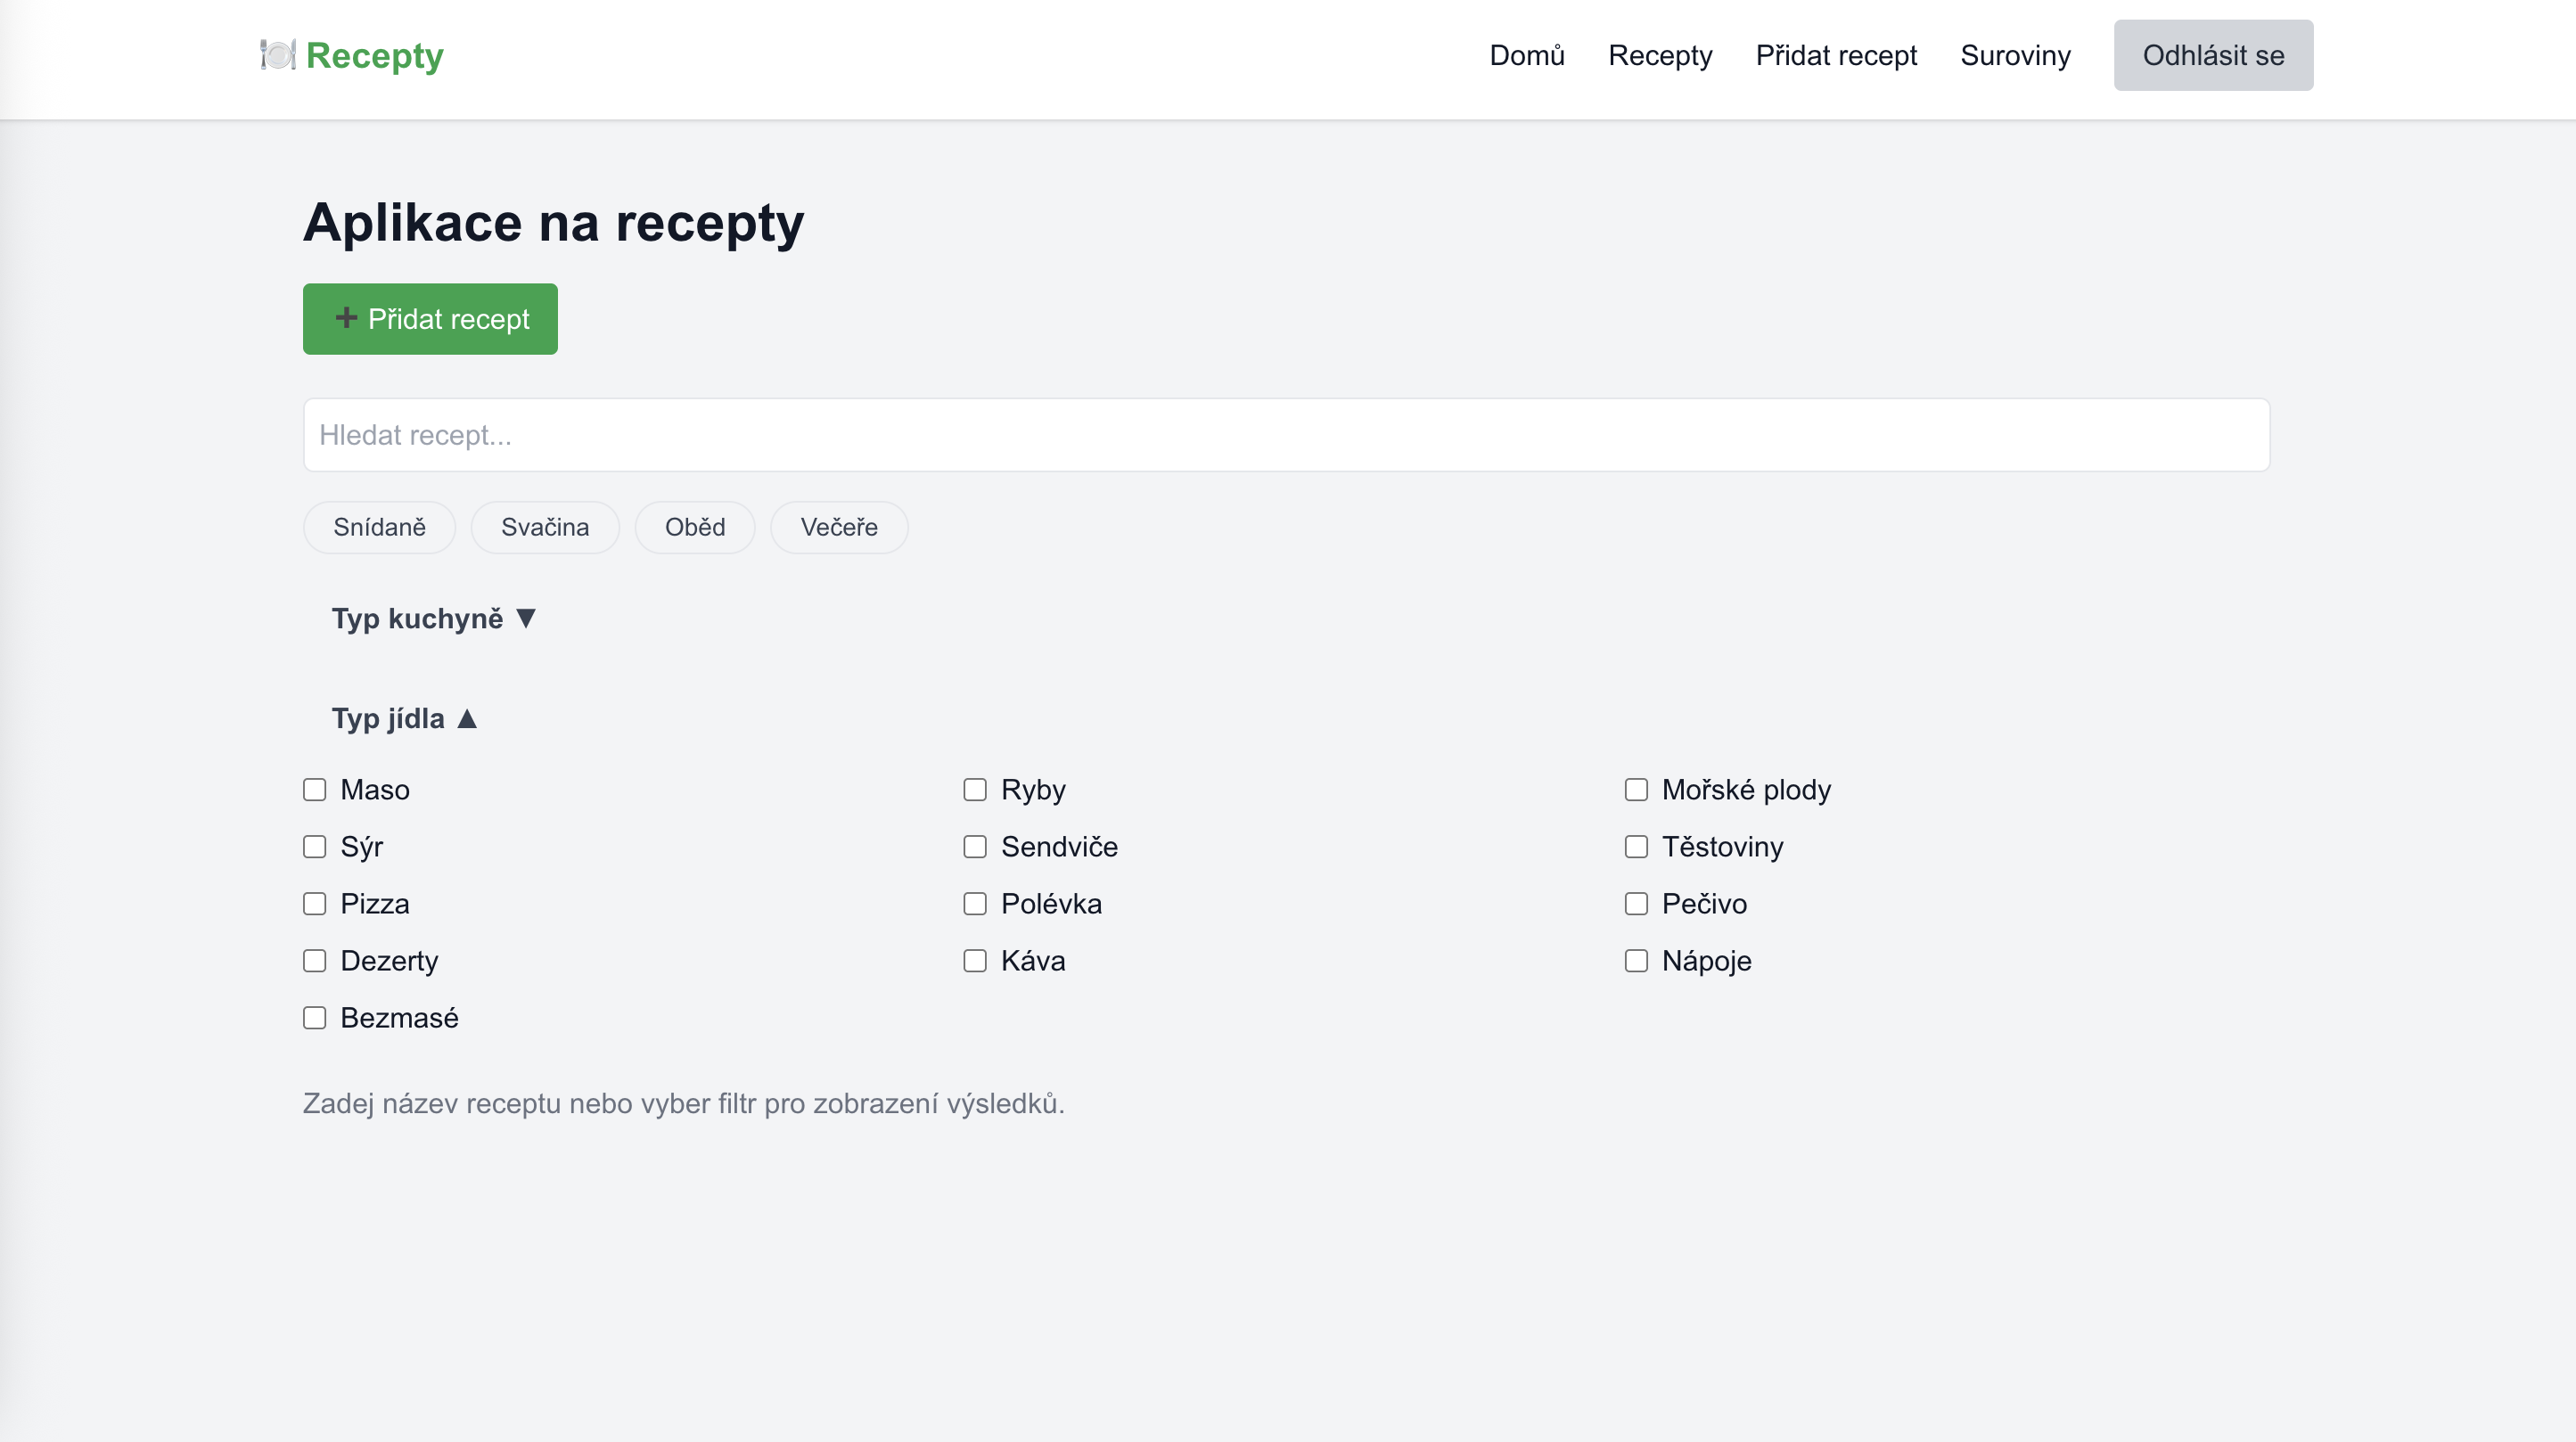 🍽️ Recepty Domů Recepty Přidat recept Suroviny Odhlásit se
Aplikace na recepty
➕ Přidat recept
Hledat recept...
Snídaně Svačina Oběd Večeře
Typ kuchyně ▼
Typ jídla ▲
Maso Ryby Mořské plody
Sýr Sendviče Těstoviny
Pizza Polévka Pečivo
Dezerty Káva Nápoje
Bezmasé
Zadej název receptu nebo vyber filtr pro zobrazení výsledků.